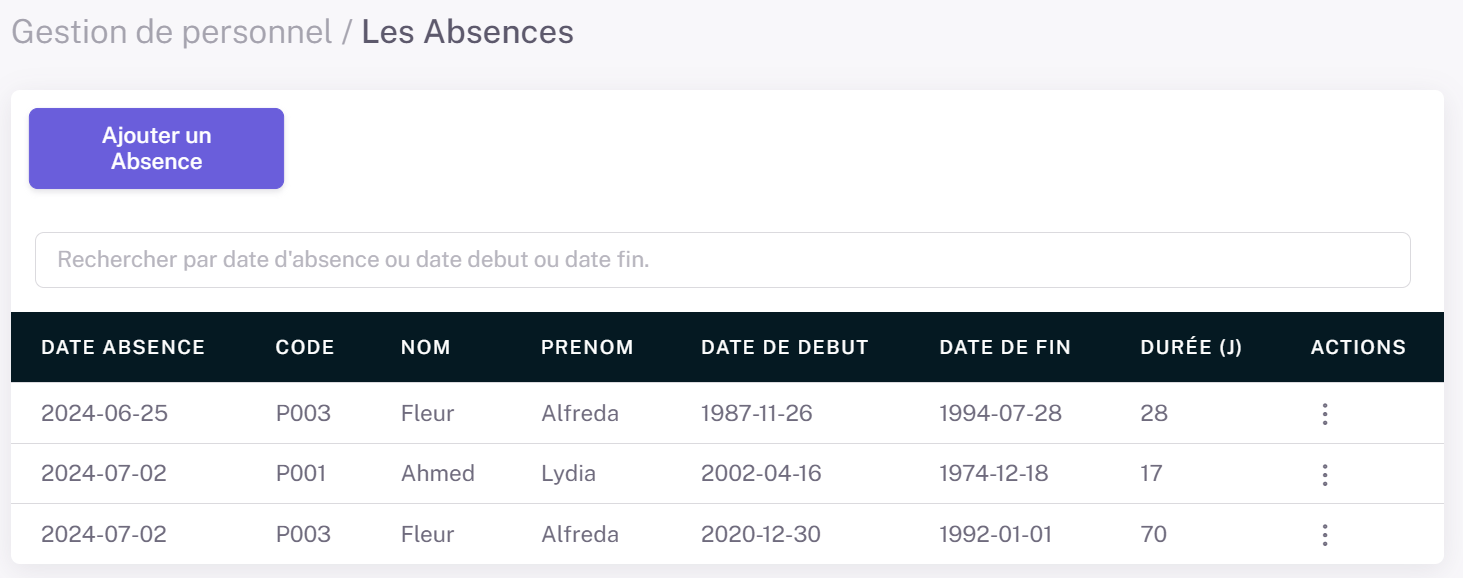 Gestion de personnel / Les Absences
Ajouter un
Absence
Rechercher par date d'absence ou date debut ou date fin.
DATE ABSENCE CODE NOM PRENOM DATE DE DEBUT DATE DE FIN DURÉE (J) ACTIONS
2024-06-25 P003 Fleur Alfreda 1987-11-26 1994-07-28 28
2024-07-02 P001 Ahmed Lydia 2002-04-16 1974-12-18 17
2024-07-02 P003 Fleur Alfreda 2020-12-30 1992-01-01 70